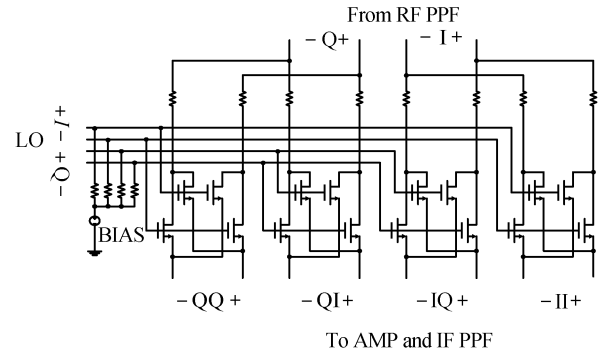 From RF PPF
− Q+
− I +
LO
− Q + − I +
BIAS
− QQ +
− QI+
− IQ +
− II +
To AMP and IF PPF